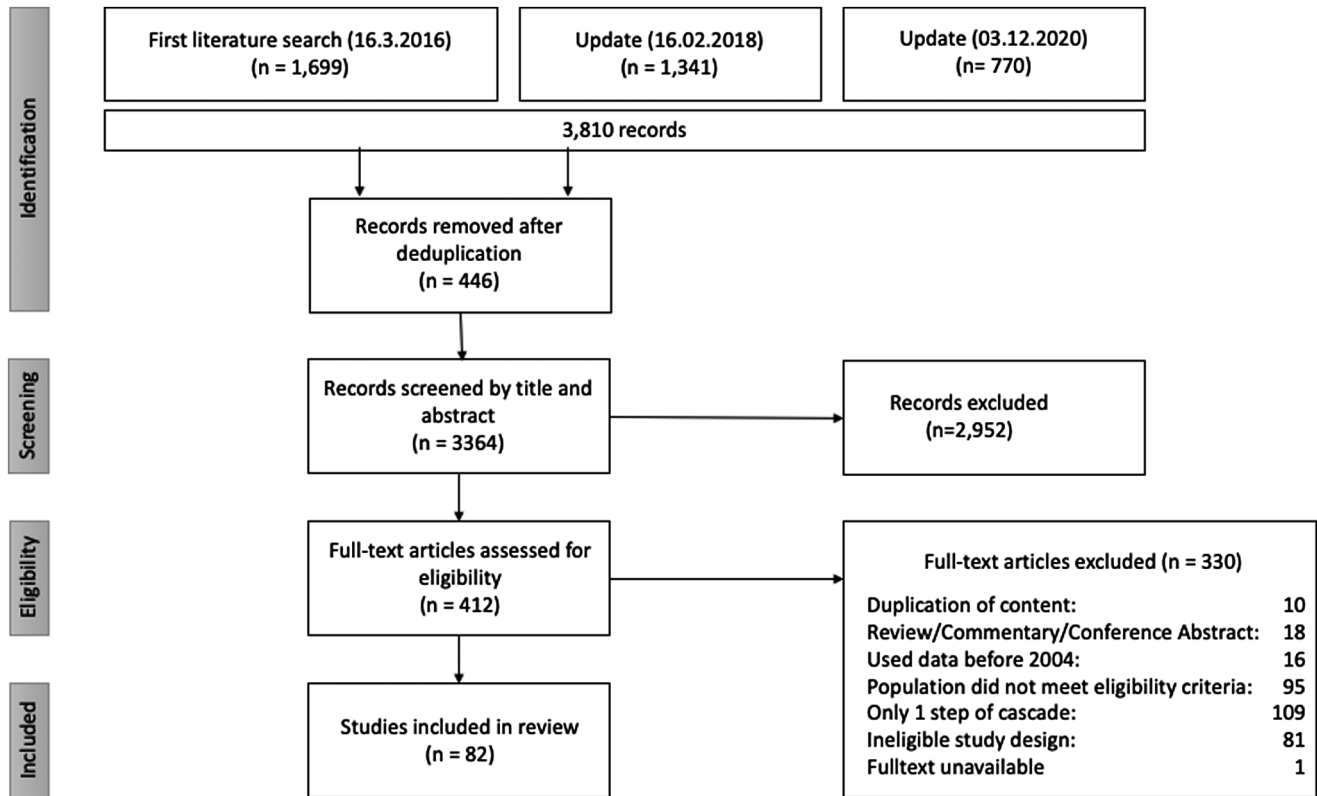 Identification
First literature search (16.3.2016)
(n = 1,699)
Update (16.02.2018)
(n = 1,341)
Update (03.12.2020)
(n= 770)
3,810 records
Records removed after
deduplication
(n = 446)
Screening
Records screened by title and
abstract
(n = 3364)
Records excluded
(n=2,952)
Eligibility
Full-text articles assessed for
eligibility
(n = 412)
Full-text articles excluded (n = 330)
Duplication of content: 10
Review/Commentary/Conference Abstract: 18
Used data before 2004: 16
Population did not meet eligibility criteria: 95
Only 1 step of cascade: 109
Ineligible study design: 81
Fulltext unavailable 1
Included
Studies included in review
(n = 82)